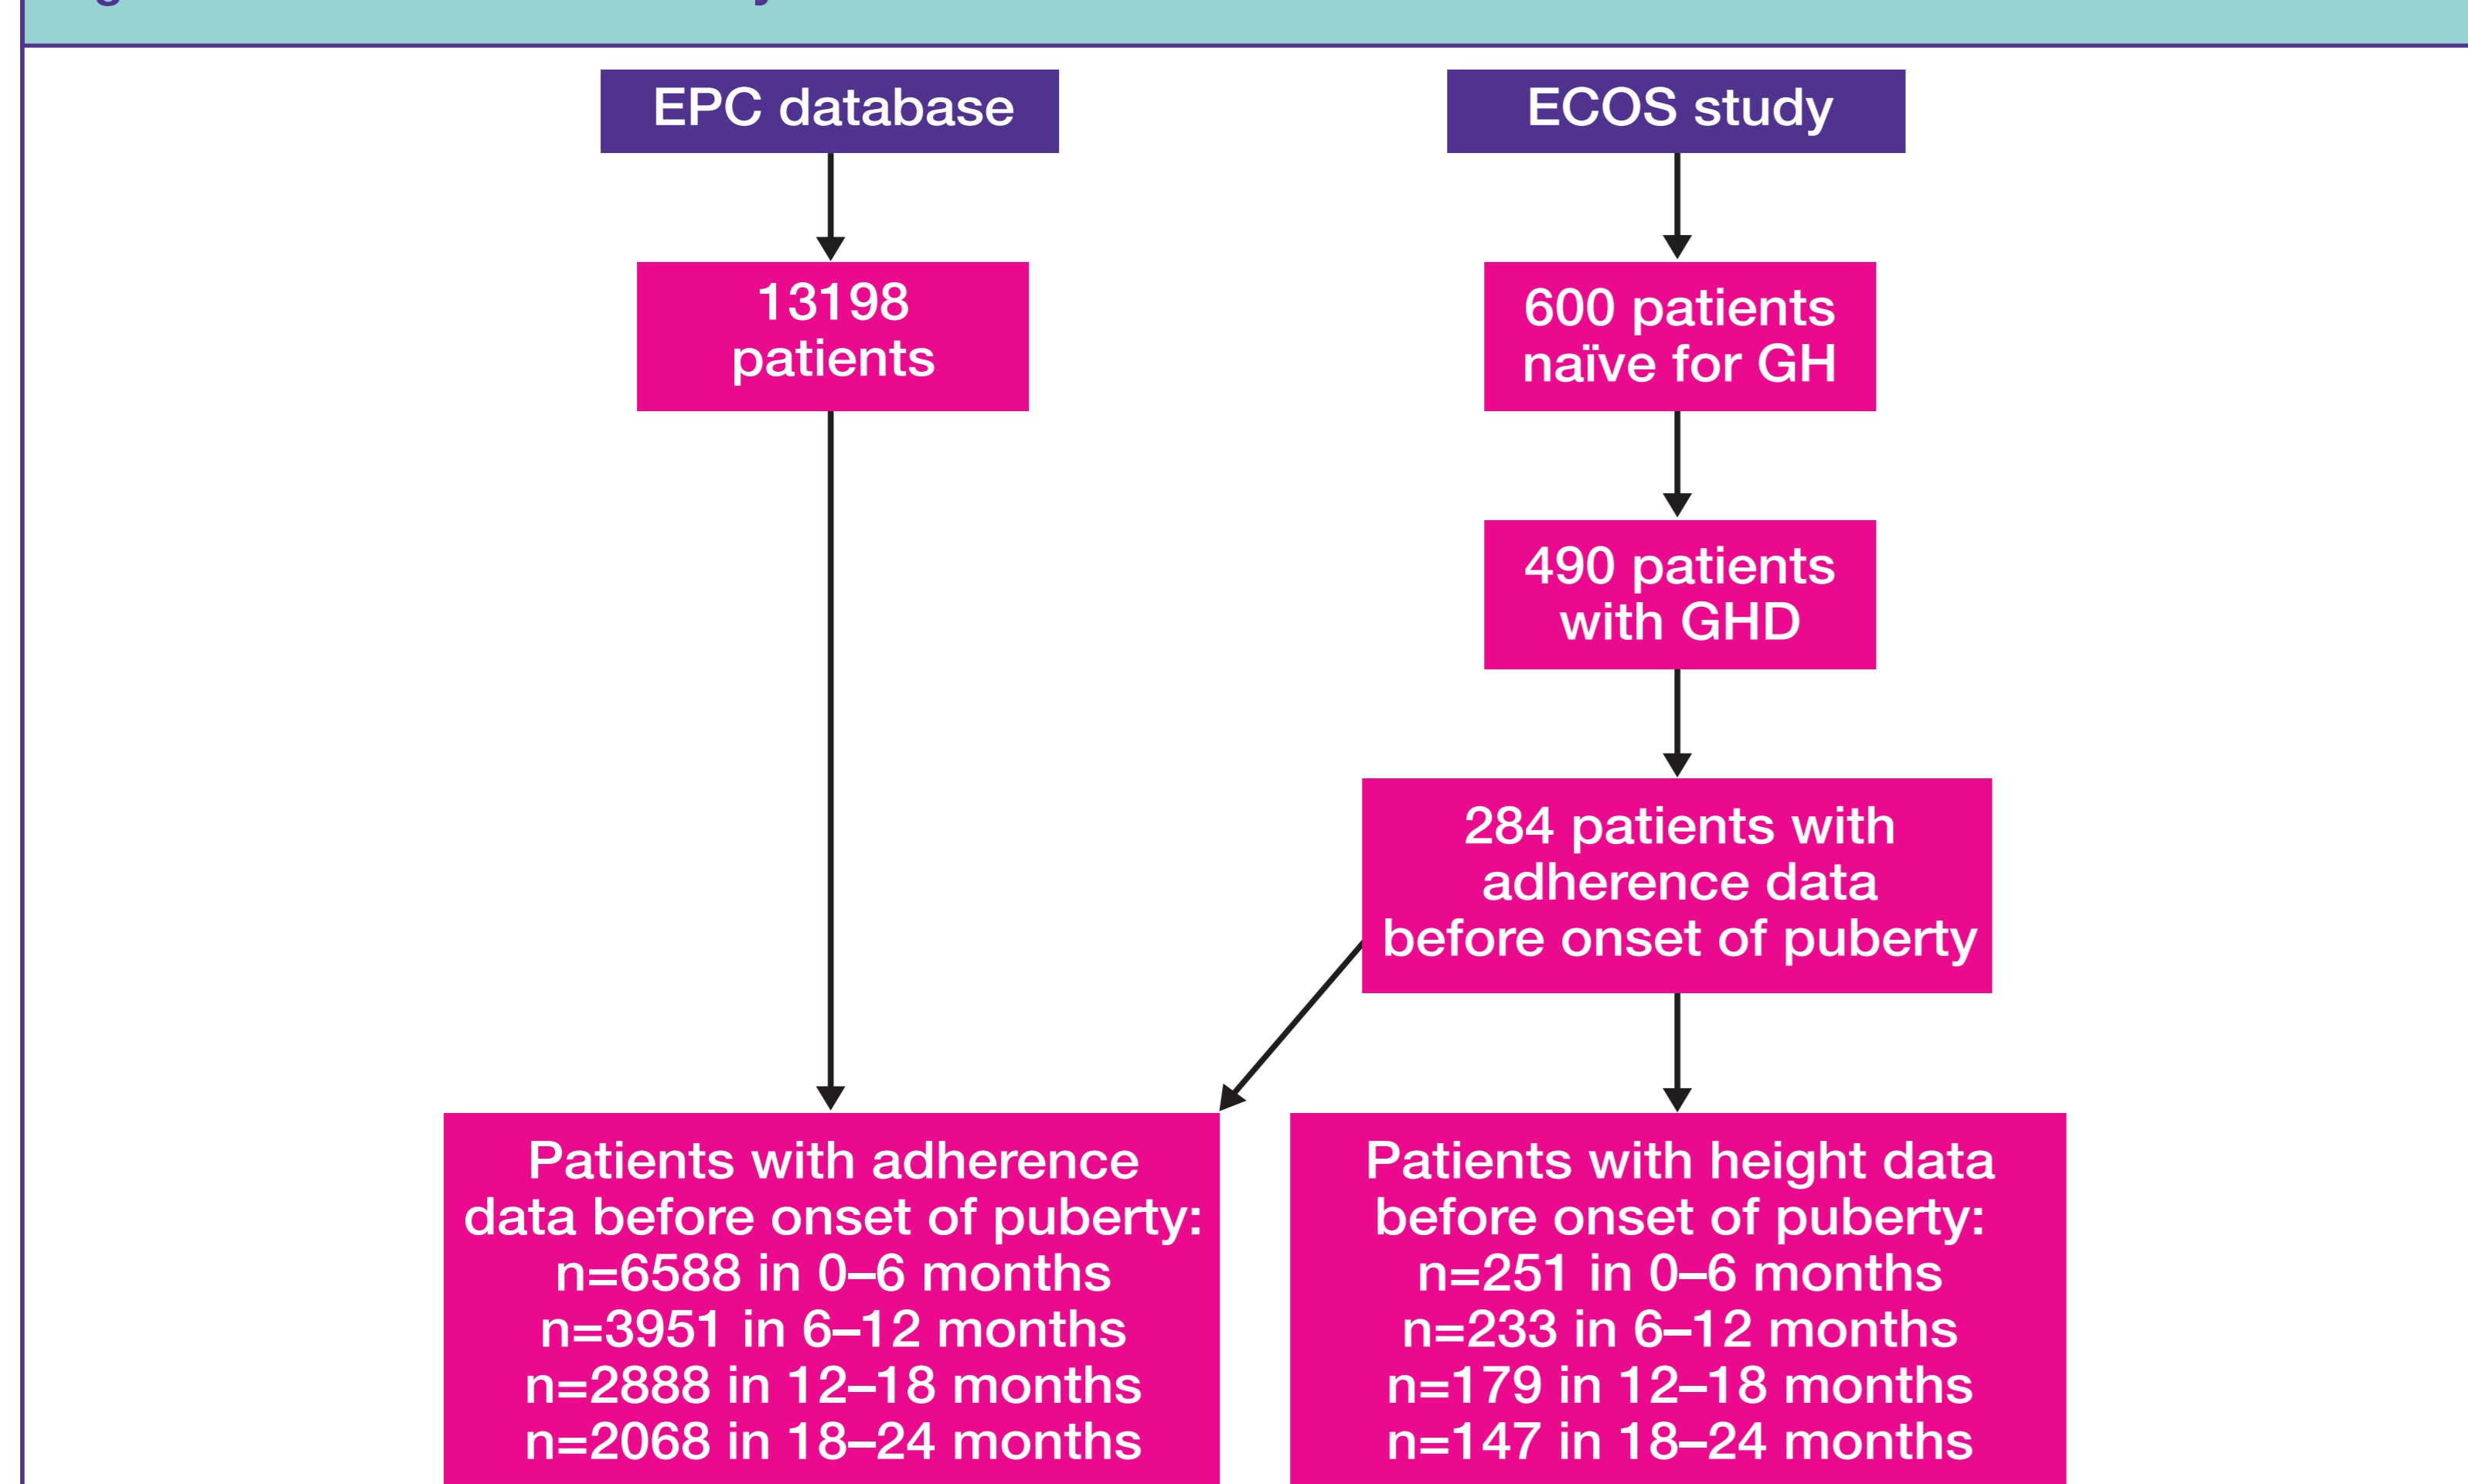 EPC database
ECOS study
13198
patients
600 patients
naïve for GH
490 patients
with GHD
284 patients with
adherence data
before onset of puberty
Patients with adherence
data before onset of puberty:
n=6588 in 0–6 months
n=3951 in 6–12 months
n=2888 in 12–18 months
n=2068 in 18–24 months
Patients with height data
before onset of puberty:
n=251 in 0–6 months
n=233 in 6–12 months
n=179 in 12–18 months
n=147 in 18–24 months